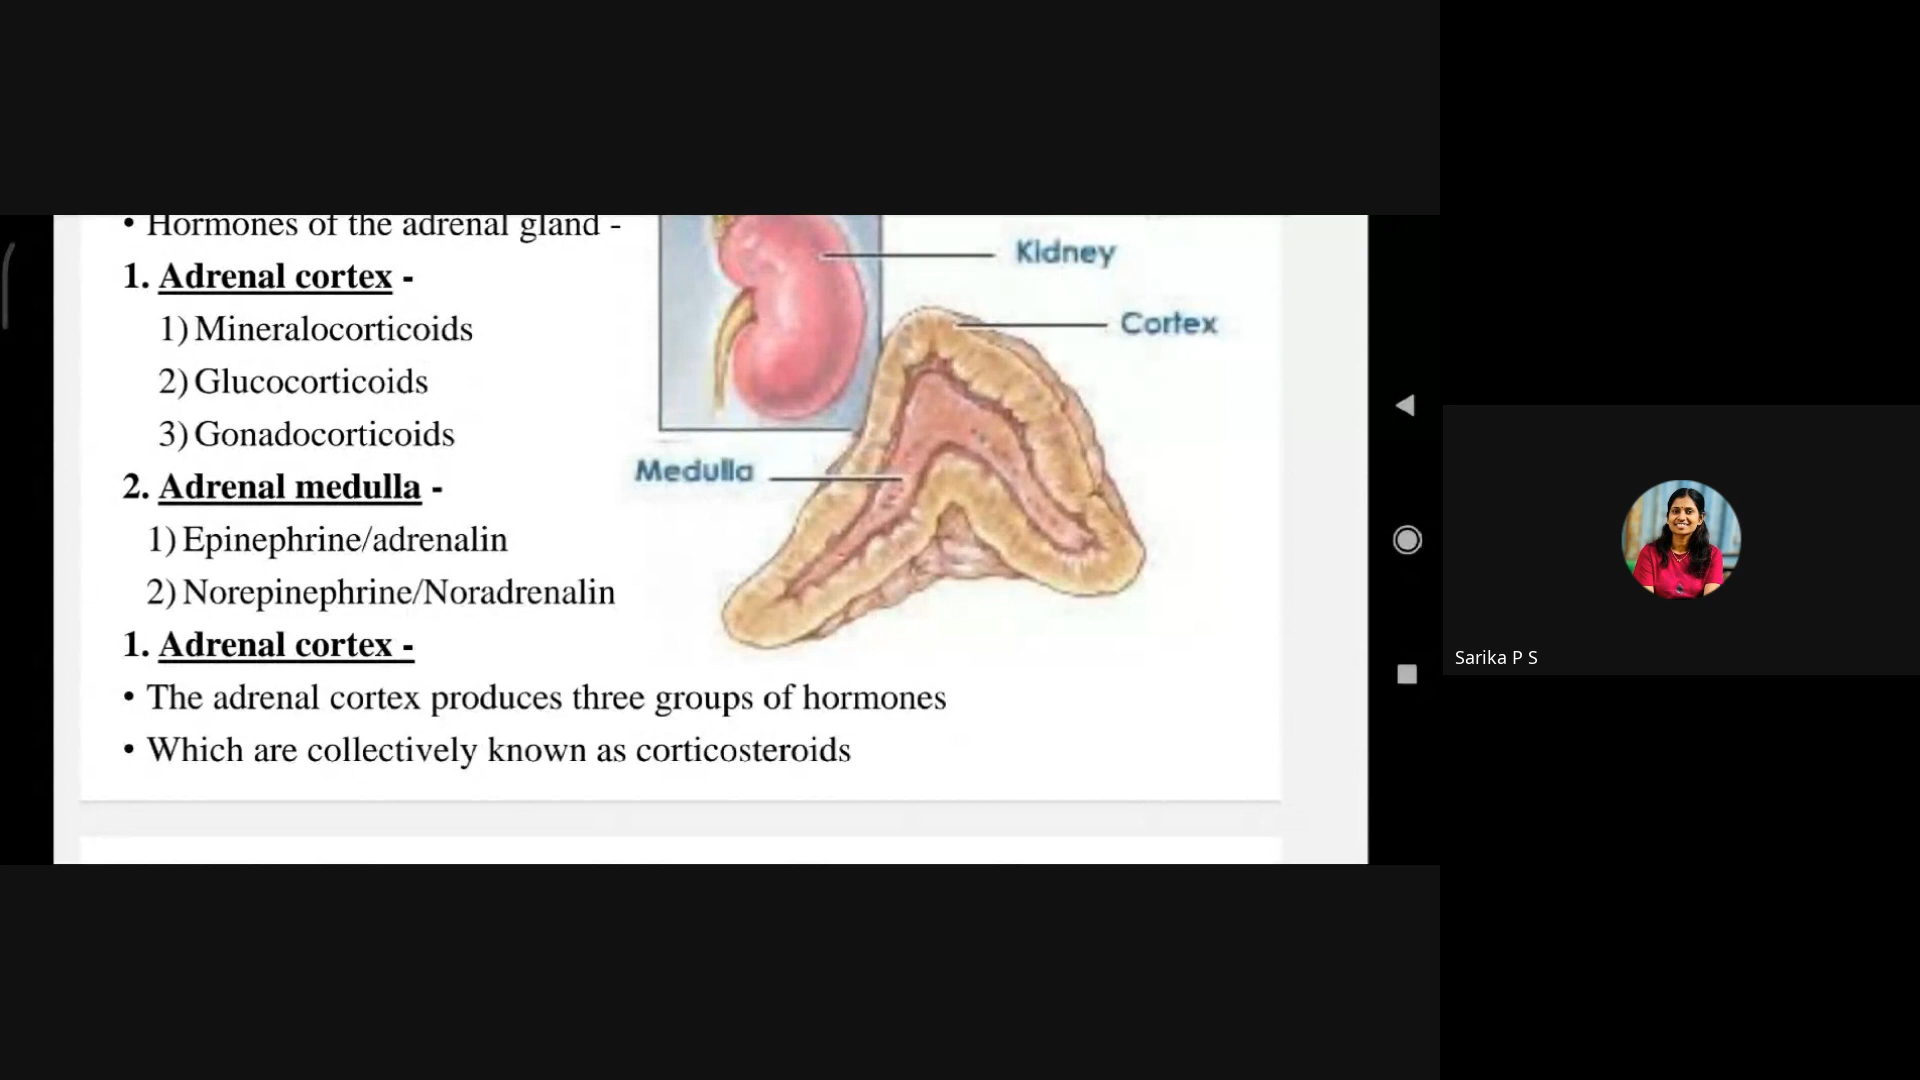 • Hormones of the adrenal gland -
1. Adrenal cortex -
1) Mineralocorticoids
2) Glucocorticoids
3) Gonadocorticoids
2. Adrenal medulla -
1) Epinephrine/adrenalin
2) Norepinephrine/Noradrenalin
1. Adrenal cortex -
• The adrenal cortex produces three groups of hormones
• Which are collectively known as corticosteroids
Kidney
Cortex
Medulla
Sarika P S